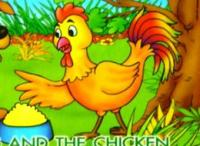 AND THE CHICKEN